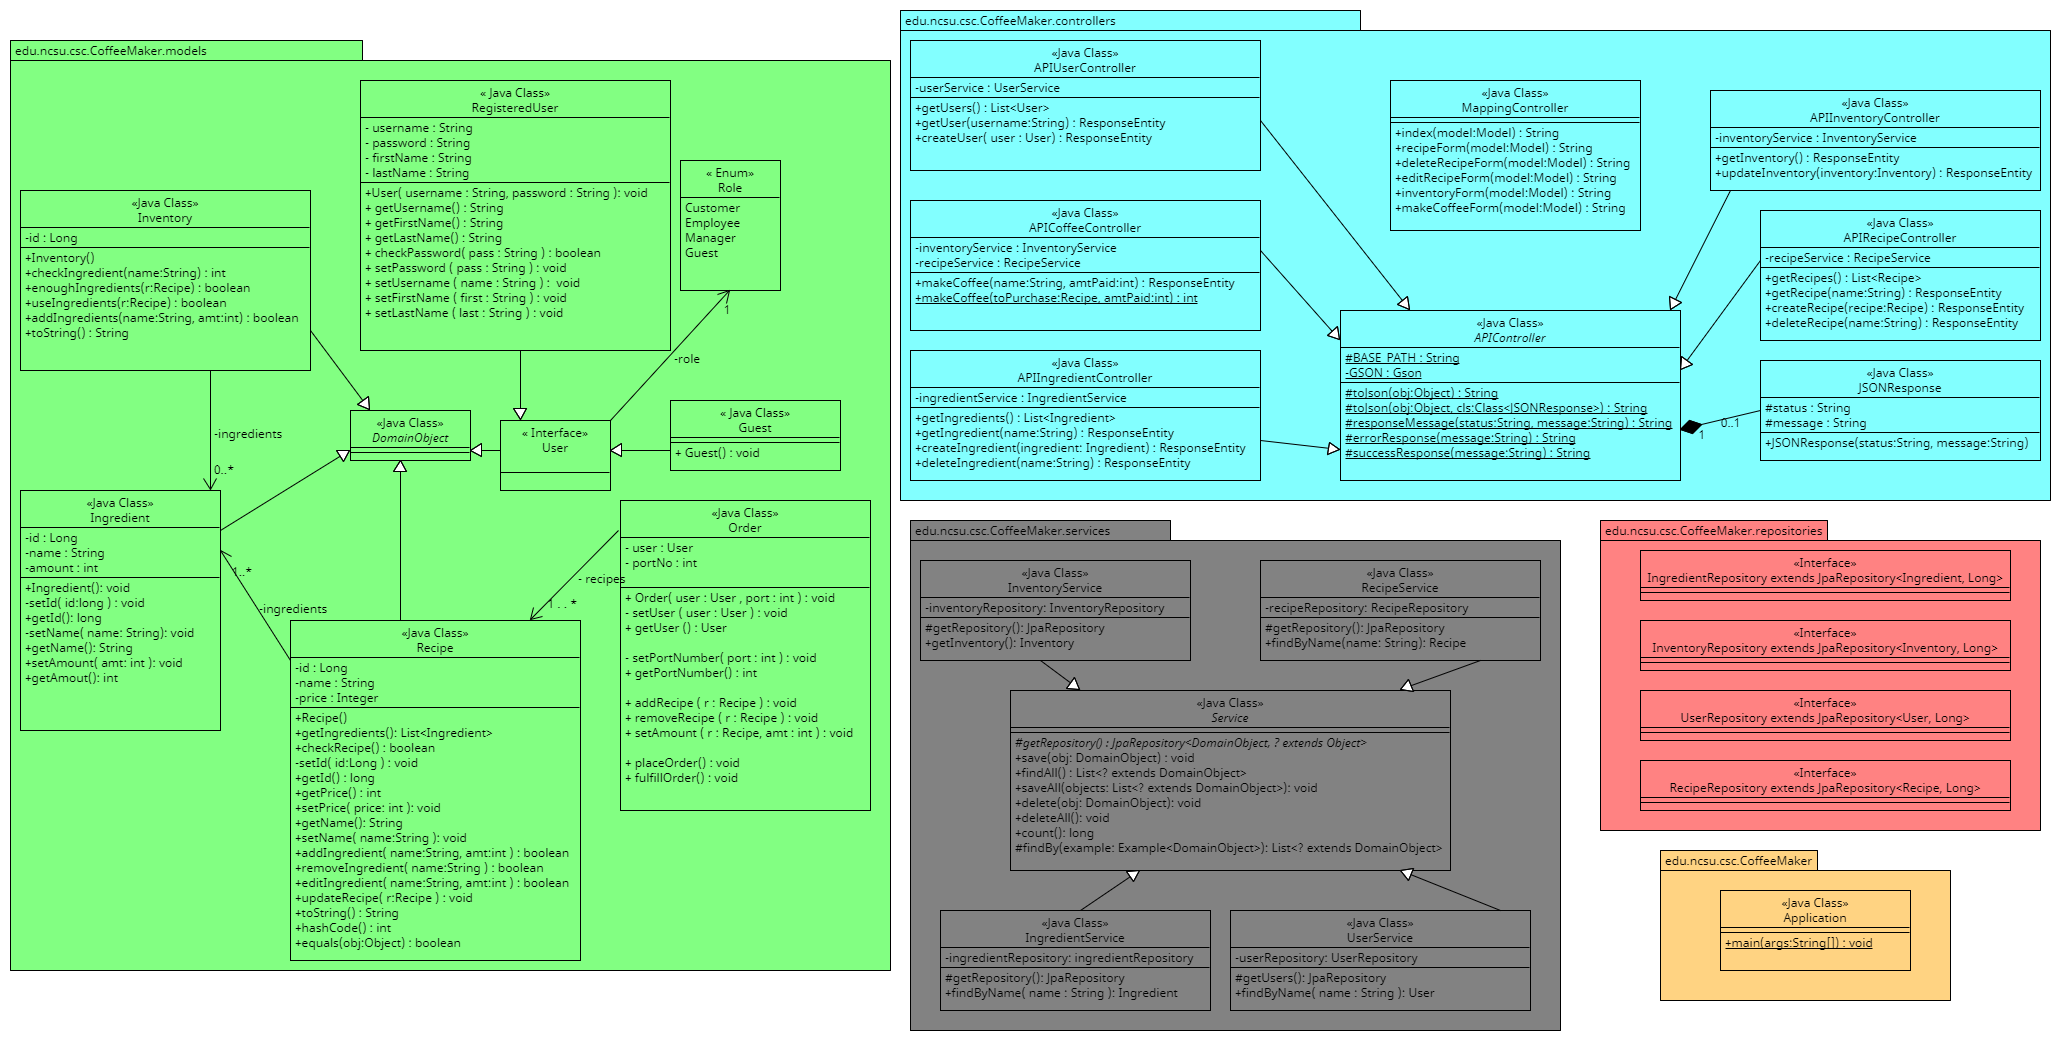 edu.ncsu.csc.CoffeeMaker.models
«Java Class»
Inventory
-id : Long
+Inventory()
+checkIngredient(name:String) : int
+enoughIngredients(r:Recipe) : boolean
+useIngredients(r:Recipe) : boolean
+addIngredients(name:String, amt:int) : boolean
+toString() : String
« Java Class»
RegisteredUser
- username : String
- password : String
- firstName : String
- lastName : String
+User( username : String, password : String ): void
+ getUsername() : String
+ getFirstName() : String
+ getLastName() : String
+ checkPassword( pass : String ) : boolean
+ setPassword ( pass : String ) : void
+ setUsername ( name : String ) :  void
+ setFirstName ( first : String ) : void
+ setLastName ( last : String ) : void
« Enum»
Role
Customer
Employee
Manager
Guest
1
-role
-ingredients
0..*
«Java Class»
DomainObject
« Interface»
User
« Java Class»
Guest
+ Guest() : void
«Java Class»
Ingredient
-id : Long
-name : String
-amount : int
+Ingredient(): void
-setId( id:long ) : void
+getId(): long
-setName( name: String): void
+getName(): String
+setAmount( amt: int ): void
+getAmout(): int
1..*
-ingredients
«Java Class»
Order
- user : User
- portNo : int
+ Order( user : User , port : int ) : void
- setUser ( user : User ) : void
+ getUser () : User
- setPortNumber( port : int ) : void
+ getPortNumber() : int
+ addRecipe ( r : Recipe ) : void
+ removeRecipe ( r : Recipe ) : void
+ setAmount ( r : Recipe, amt : int ) : void
+ placeOrder() : void
+ fulfillOrder() : void
- recipes
1 . . *
«Java Class»
Recipe
-id : Long
-name : String
-price : Integer
+Recipe()
+getIngredients(): List<Ingredient>
+checkRecipe() : boolean
-setId( id:Long ) : void
+getId() : long
+getPrice() : int
+setPrice( price: int ): void
+getName(): String
+setName( name:String ): void
+addIngredient( name:String, amt:int ) : boolean
+removeIngredient( name:String ) : boolean
+editIngredient( name:String, amt:int ) : boolean
+updateRecipe( r:Recipe ) : void
+toString() : String
+hashCode() : int
+equals(obj:Object) : boolean
edu.ncsu.csc.CoffeeMaker.controllers
«Java Class»
APIUserController
-userService : UserService
+getUsers() : List<User>
+getUser(username:String) : ResponseEntity
+createUser( user : User) : ResponseEntity
«Java Class»
APICoffeeController
-inventoryService : InventoryService
-recipeService : RecipeService
+makeCoffee(name:String, amtPaid:int) : ResponseEntity
+makeCoffee(toPurchase:Recipe, amtPaid:int) : int
«Java Class»
APIIngredientController
-ingredientService : IngredientService
+getIngredients() : List<Ingredient>
+getIngredient(name:String) : ResponseEntity
+createIngredient(ingredient: Ingredient) : ResponseEntity
+deleteIngredient(name:String) : ResponseEntity
«Java Class»
MappingController
+index(model:Model) : String
+recipeForm(model:Model) : String
+deleteRecipeForm(model:Model) : String
+editRecipeForm(model:Model) : String
+inventoryForm(model:Model) : String
+makeCoffeeForm(model:Model) : String
«Java Class»
APIInventoryController
-inventoryService : InventoryService
+getInventory() : ResponseEntity
+updateInventory(inventory:Inventory) : ResponseEntity
«Java Class»
APIRecipeController
-recipeService : RecipeService
+getRecipes() : List<Recipe>
+getRecipe(name:String) : ResponseEntity
+createRecipe(recipe:Recipe) : ResponseEntity
+deleteRecipe(name:String) : ResponseEntity
«Java Class»
APIController
#BASE_PATH : String
-GSON : Gson
#toJson(obj:Object) : String
#toJson(obj:Object, cls:Class<JSONResponse>) : String
#responseMessage(status:String, message:String) : String
#errorResponse(message:String) : String
#successResponse(message:String) : String
1
0..1
«Java Class»
JSONResponse
#status : String
#message : String
+JSONResponse(status:String, message:String)
edu.ncsu.csc.CoffeeMaker.services
«Java Class»
InventoryService
-inventoryRepository: InventoryRepository
#getRepository(): JpaRepository
+getInventory(): Inventory
«Java Class»
RecipeService
-recipeRepository: RecipeRepository
#getRepository(): JpaRepository
+findByName(name: String): Recipe
«Java Class»
Service
#getRepository() : JpaRepository<DomainObject, ? extends Object>
+save(obj: DomainObject) : void
+findAll() : List<? extends DomainObject>
+saveAll(objects: List<? extends DomainObject>): void
+delete(obj: DomainObject): void
+deleteAll(): void
+count(): long
#findBy(example: Example<DomainObject>): List<? extends DomainObject>
«Java Class»
IngredientService
-ingredientRepository: ingredientRepository
#getRepository(): JpaRepository
+findByName( name : String ): Ingredient
«Java Class»
UserService
-userRepository: UserRepository
#getUsers(): JpaRepository
+findByName( name : String ): User
edu.ncsu.csc.CoffeeMaker.repositories
«Interface»
IngredientRepository extends JpaRepository<Ingredient, Long>
«Interface»
InventoryRepository extends JpaRepository<Inventory, Long>
«Interface»
UserRepository extends JpaRepository<User, Long>
«Interface»
RecipeRepository extends JpaRepository<Recipe, Long>
edu.ncsu.csc.CoffeeMaker
«Java Class»
Application
+main(args:String[]) : void